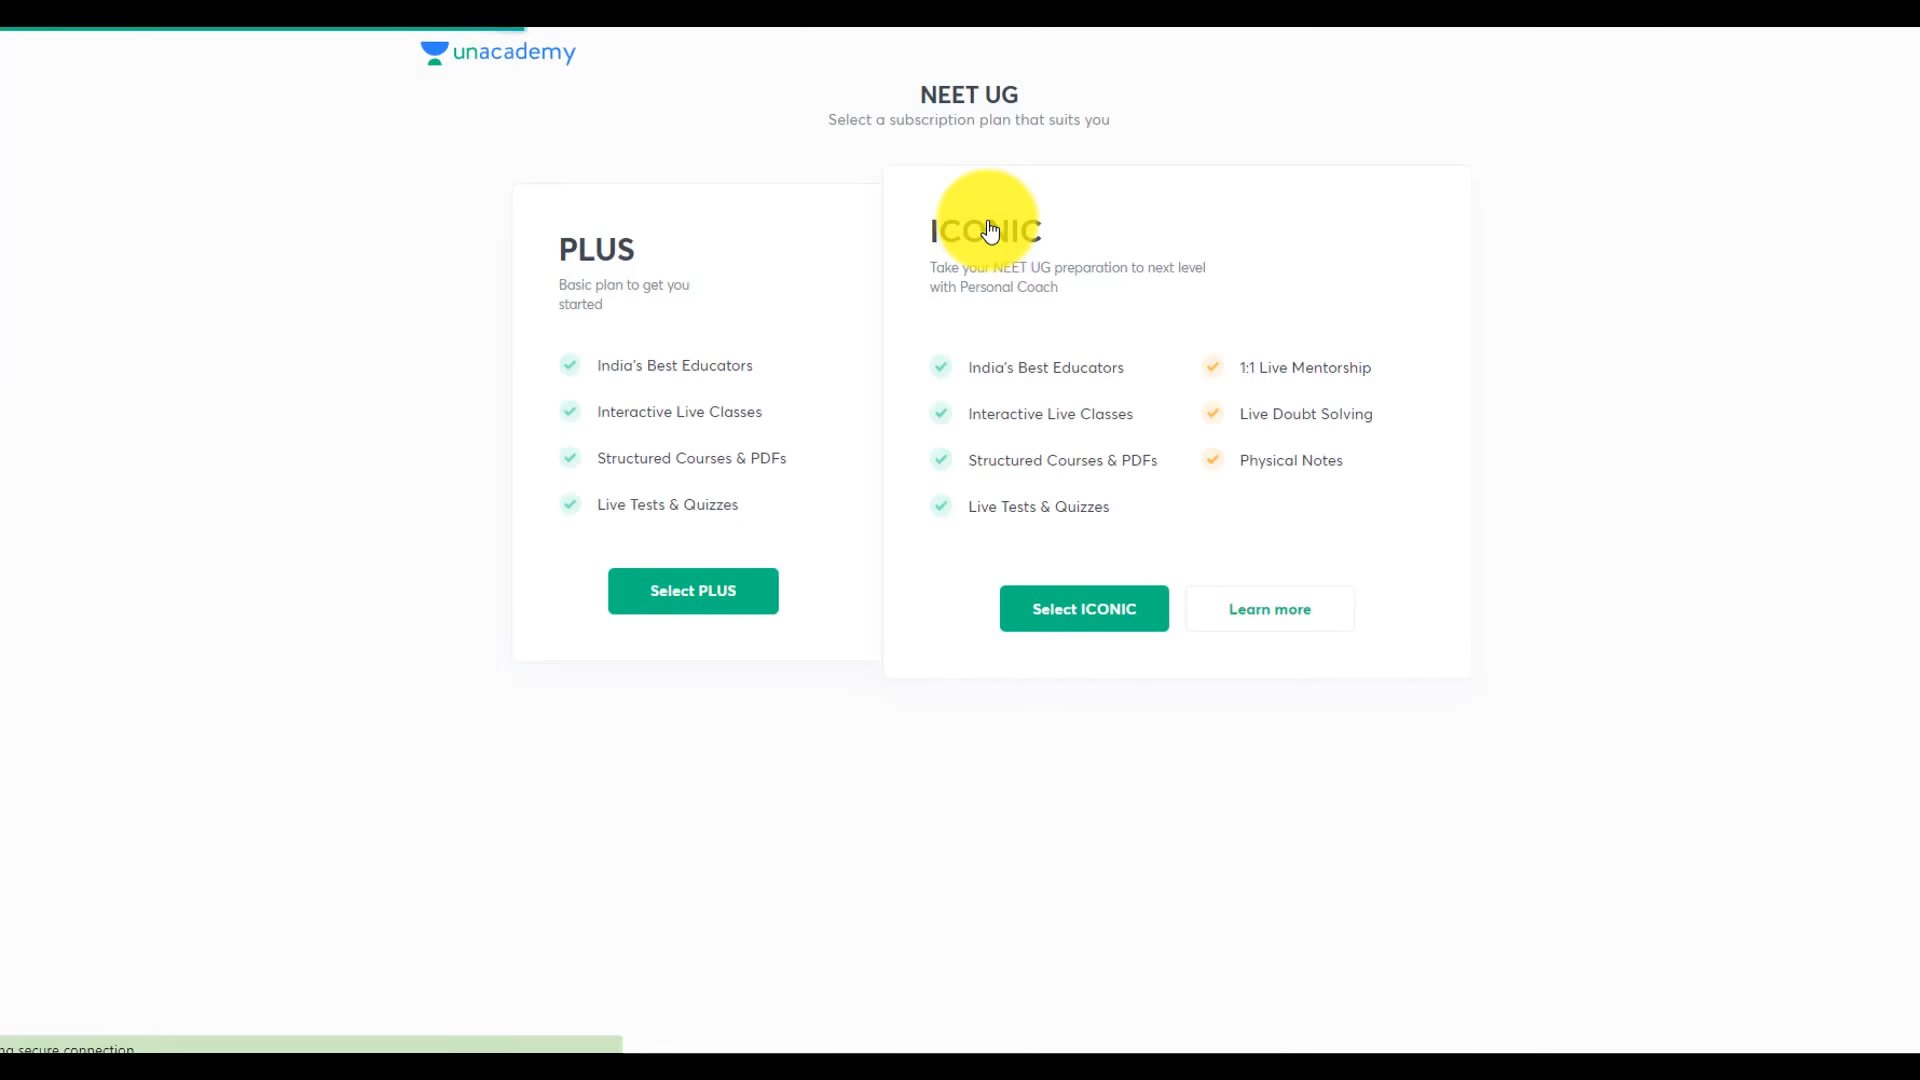 unacademy
NEET UG
Select a subscription plan that suits you
PLUS
Basic plan to get you
started
India's Best Educators
Interactive Live Classes
Structured Courses & PDFs
Live Tests & Quizzes
Select PLUS
ICONIC
Take your NEET UG preparation to next level
with Personal Coach
India's Best Educators
Interactive Live Classes
Structured Courses & PDFs
Live Tests & Quizzes
1:1 Live Mentorship
Live Doubt Solving
Physical Notes
Select ICONIC
Learn more
secure connection